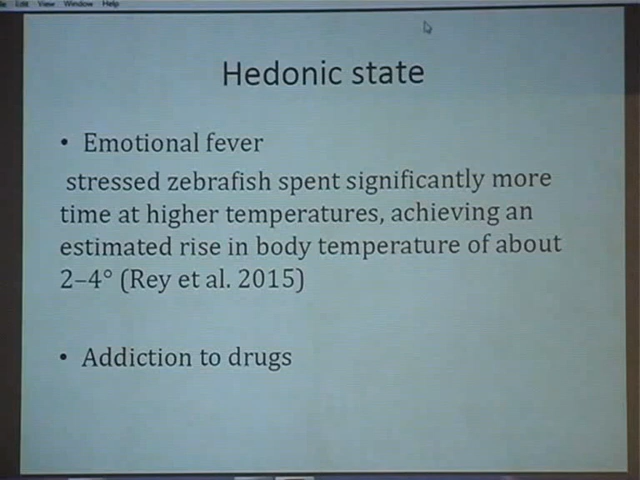 Edit View Window Help
Hedonic state
• Emotional fever
stressed zebrafish spent significantly more
time at higher temperatures, achieving an
estimated rise in body temperature of about
2–4° (Rey et al. 2015)
• Addiction to drugs